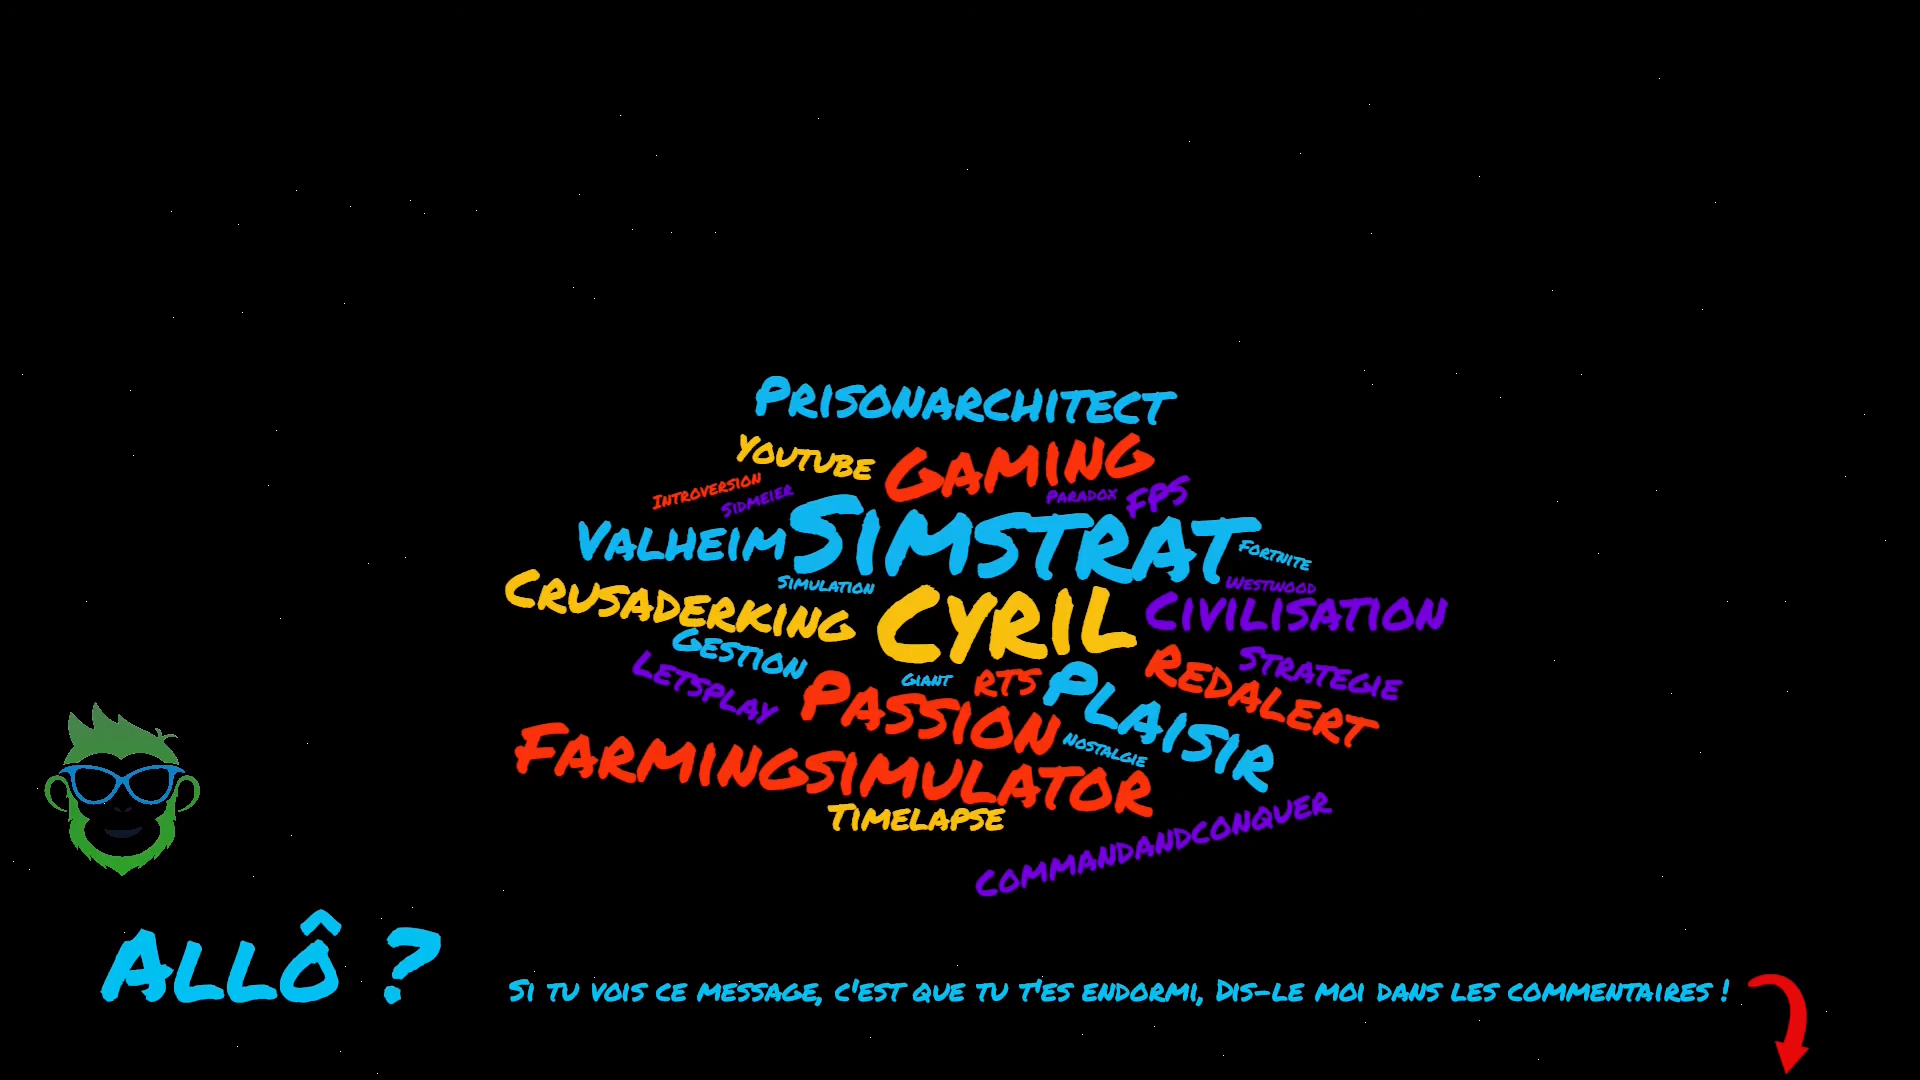 Prisonarchitect
Youtube Gaming
Introversion Sidmeier Paradox FPS
Valheim Simstrat Fortnite
Simulation Westwood
Crusaderking Cyril Civilisation
Gestion Strategie
Letsplay Giant RTS Plaisir Redalert
Passion
Nostalgie
Farmingsimulator
Timelapse
commandandconquer
Allô ?
Si tu vois ce message, c'est que tu t'es endormi, Dis-le moi dans les commentaires !